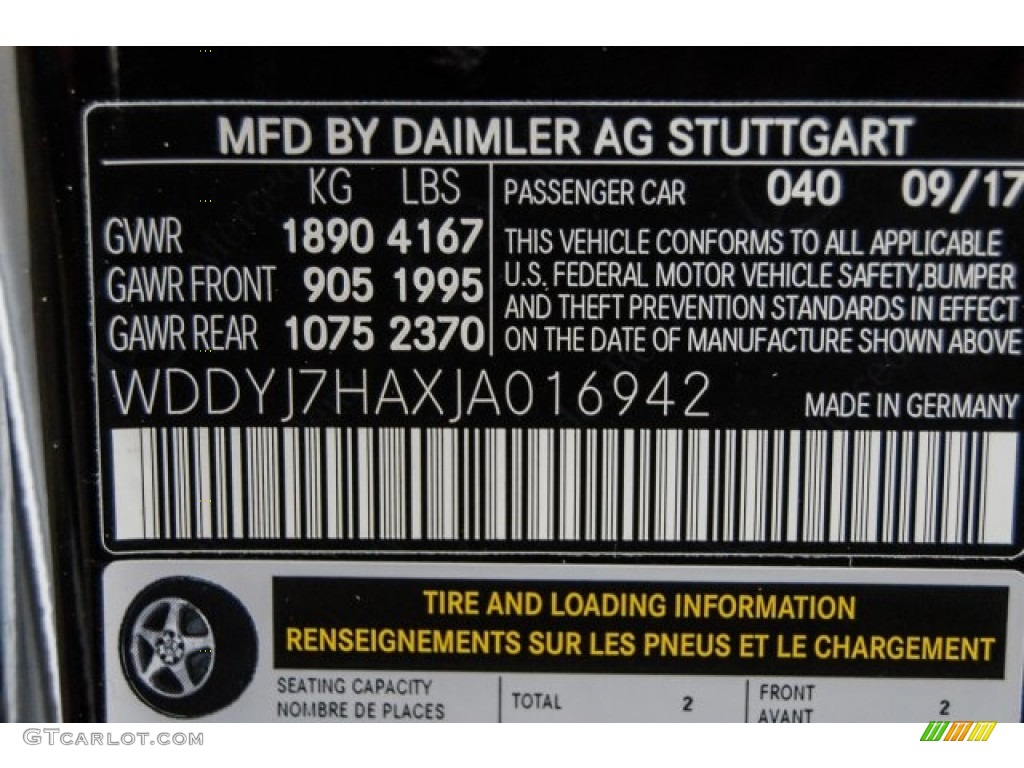 MFD BY DAIMLER AG STUTTGART
KG LBS
GVWR 1890 4167
GAWR FRONT 905 1995
GAWR REAR 1075 2370
PASSENGER CAR 040 09/17
THIS VEHICLE CONFORMS TO ALL APPLICABLE
U.S. FEDERAL MOTOR VEHICLE SAFETY, BUMPER
AND THEFT PREVENTION STANDARDS IN EFFECT
ON THE DATE OF MANUFACTURE SHOWN ABOVE
WDDYJ7HAXJA016942
MADE IN GERMANY
TIRE AND LOADING INFORMATION
RENSEIGNEMENTS SUR LES PNEUS ET LE CHARGEMENT
SEATING CAPACITY
NOMBRE DE PLACES
TOTAL 2
FRONT
AVANT 2
GTCARLOT.COM